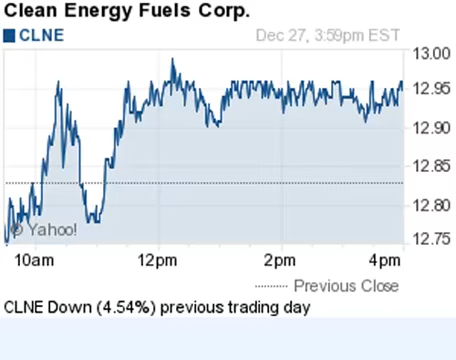 Clean Energy Fuels Corp.
CLNE Dec 27, 3:59pm EST
13.00
12.95
12.90
12.85
12.80
12.75
© Yahoo!
10am 12pm 2pm 4pm
Previous Close
CLNE Down (4.54%) previous trading day